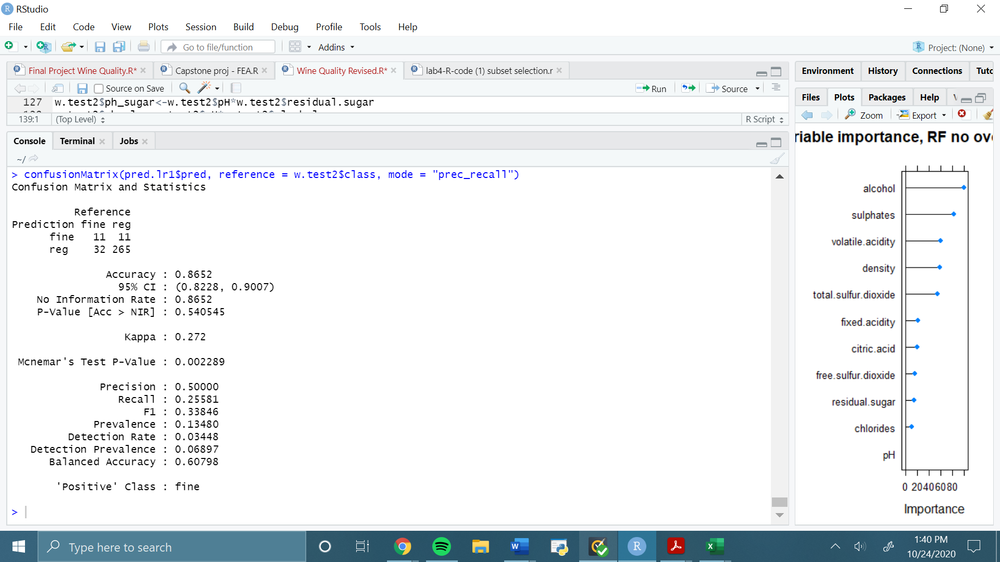 RStudio
File Edit Code View Plots Session Build Debug Profile Tools Help
Go to file/function Addins Project: (None)
Final Project Wine Quality.R* Capstone proj - FEA.R Wine Quality Revised.R* lab4-R-code (1) subset selection.r
Source on Save Run Source
127 w.test2$ph_sugar<-w.test2$pH*w.test2$residual.sugar
139:1 (Top Level) R Script
Console Terminal Jobs
~/
> confusionMatrix(pred.lr1$pred, reference = w.test2$class, mode = "prec_recall")
Confusion Matrix and Statistics
Reference
Prediction fine reg
fine 11 11
reg 32 265
Accuracy : 0.8652
95% CI : (0.8228, 0.9007)
No Information Rate : 0.8652
P-Value [Acc > NIR] : 0.540545
Kappa : 0.272
Mcnemar's Test P-Value : 0.002289
Precision : 0.50000
Recall : 0.25581
F1 : 0.33846
Prevalence : 0.13480
Detection Rate : 0.03448
Detection Prevalence : 0.06897
Balanced Accuracy : 0.60798
'Positive' Class : fine
>
Environment History Connections Tuto
Files Plots Packages Help
Zoom Export
riable importance, RF no ov
alcohol
sulphates
volatile.acidity
density
total.sulfur.dioxide
fixed.acidity
citric.acid
free.sulfur.dioxide
residual.sugar
chlorides
pH
0 20406080
Importance
Type here to search
1:40 PM
10/24/2020